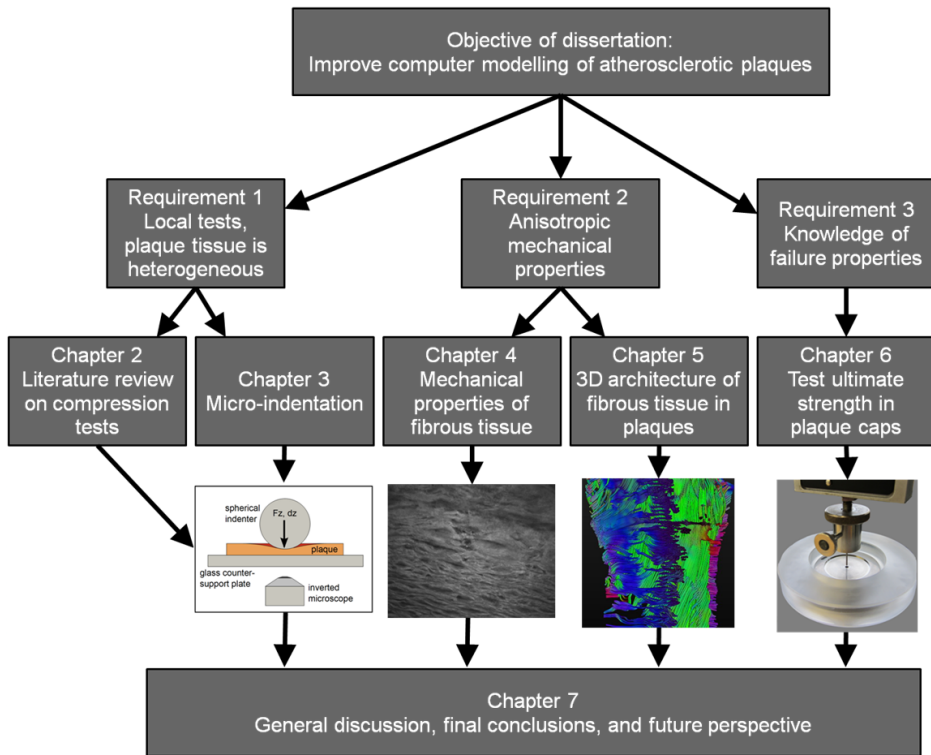 Objective of dissertation:
Improve computer modelling of atherosclerotic plaques
Requirement 1
Local tests,
plaque tissue is
heterogeneous
Requirement 2
Anisotropic
mechanical
properties
Requirement 3
Knowledge of
failure properties
Chapter 2
Literature review
on compression
tests
Chapter 3
Micro-indentation
Chapter 4
Mechanical
properties of
fibrous tissue
Chapter 5
3D architecture of
fibrous tissue in
plaques
Chapter 6
Test ultimate
strength in
plaque caps
spherical
indenter
Fz, dz
plaque
glass counter-
support plate
inverted
microscope
Chapter 7
General discussion, final conclusions, and future perspective